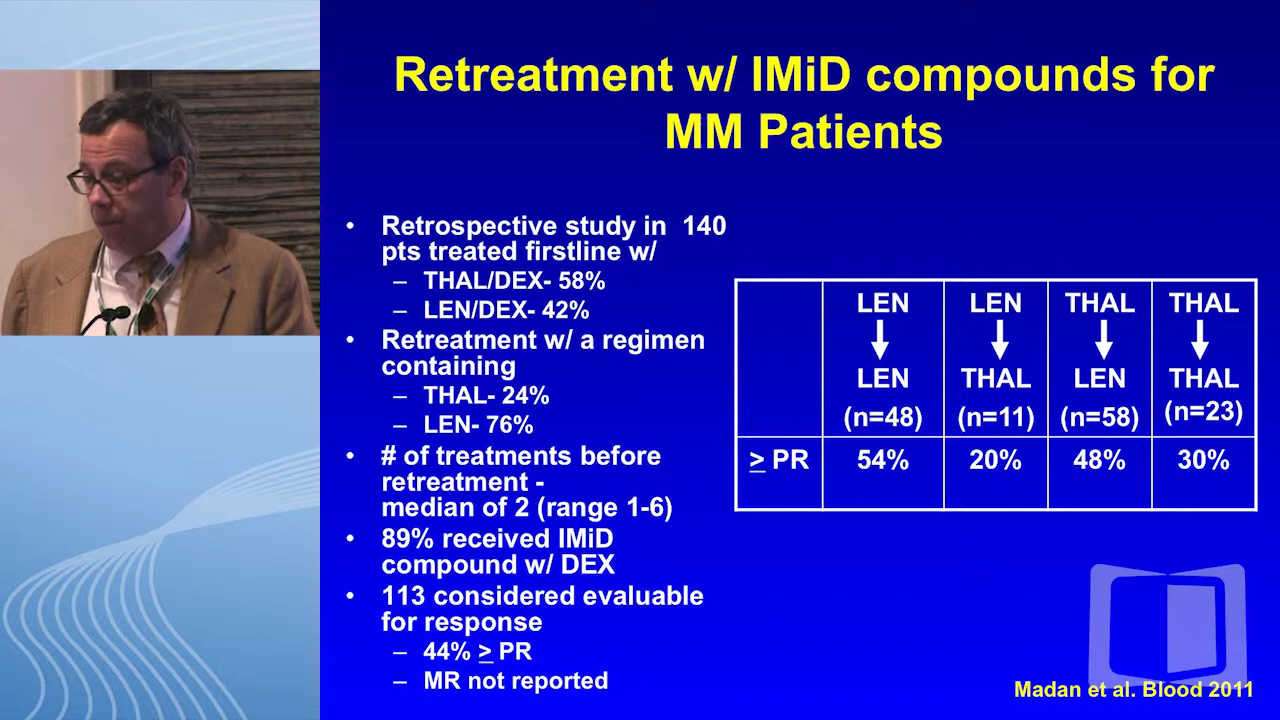 Retreatment w/ IMiD compounds for
MM Patients
• Retrospective study in 140
pts treated firstline w/
– THAL/DEX- 58%
– LEN/DEX- 42%
• Retreatment w/ a regimen
containing
– THAL- 24%
– LEN- 76%
• # of treatments before
retreatment -
median of 2 (range 1-6)
• 89% received IMiD
compound w/ DEX
• 113 considered evaluable
for response
– 44% ≥ PR
– MR not reported
LEN LEN THAL THAL
LEN THAL LEN THAL
(n=48) (n=11) (n=58) (n=23)
≥ PR 54% 20% 48% 30%
Madan et al. Blood 2011